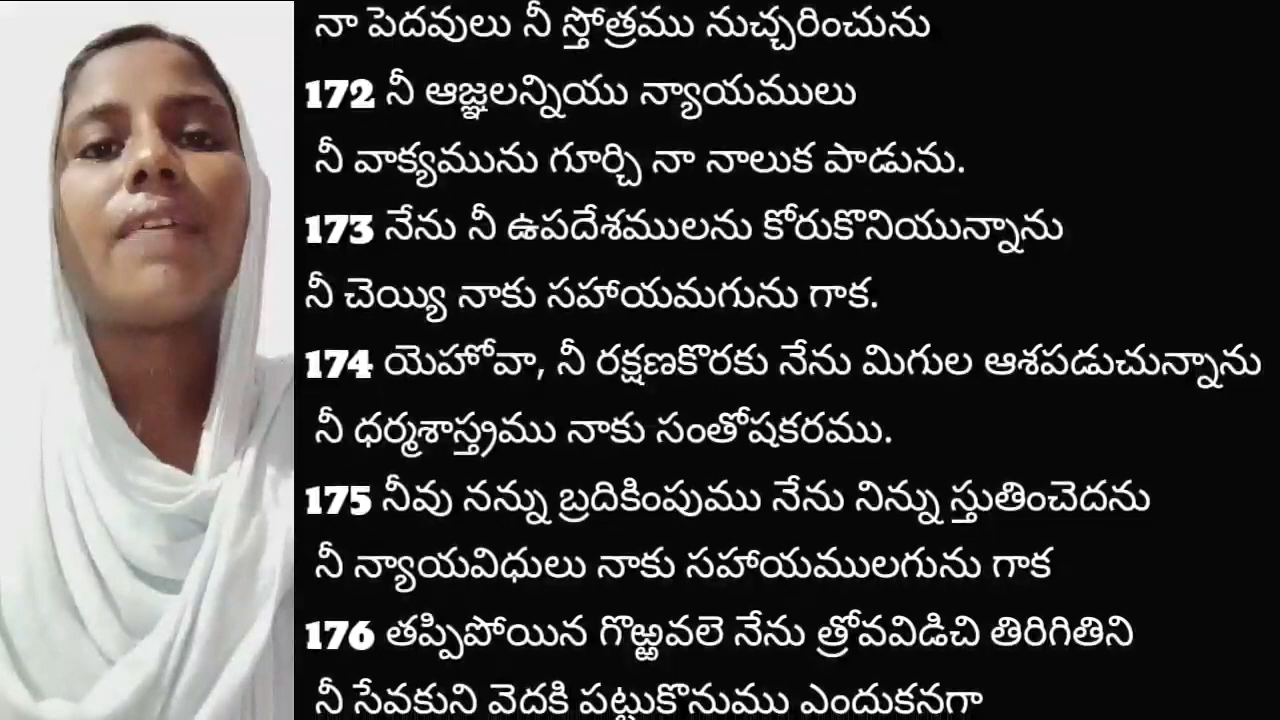 నా పెదవులు నీ స్తోత్రము నుచ్చరించును
172 నీ ఆజ్ఞలన్నియు న్యాయములు
నీ వాక్యమును గూర్చి నా నాలుక పాడును.
173 నేను నీ ఉపదేశములను కోరుకొనియున్నాను
నీ చెయ్యి నాకు సహాయమగును గాక.
174 యెహోవా, నీ రక్షణకొరకు నేను మిగుల ఆశపడుచున్నాను
నీ ధర్మశాస్త్రము నాకు సంతోషకరము.
175 నీవు నన్ను బ్రదికింపుము నేను నిన్ను స్తుతించెదను
నీ న్యాయవిధులు నాకు సహాయములగును గాక
176 తప్పిపోయిన గొఱ్ఱవలె నేను త్రోవవిడిచి తిరిగితిని
నీ సేవకుని వెదకి పట్టుకొనుము ఎందుకనగా